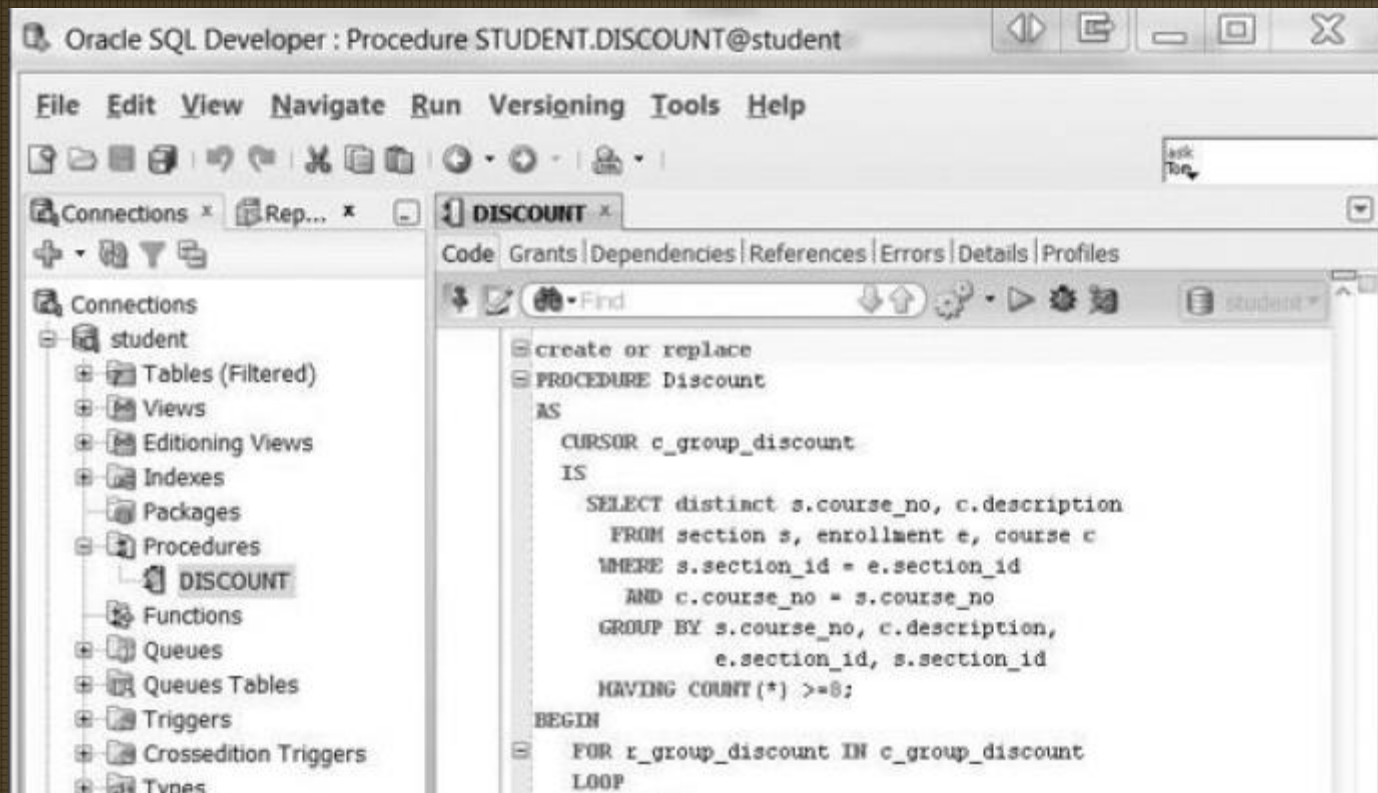 Oracle SQL Developer : Procedure STUDENT.DISCOUNT@student
File Edit View Navigate Run Versioning Tools Help
ask
Tom
Connections x Rep... x
DISCOUNT x
Code Grants Dependencies References Errors Details Profiles
Find
student
Connections
student
Tables (Filtered)
Views
Editioning Views
Indexes
Packages
Procedures
DISCOUNT
Functions
Queues
Queues Tables
Triggers
Crossedition Triggers
Types
create or replace
PROCEDURE Discount
AS
CURSOR c_group_discount
IS
SELECT distinct s.course_no, c.description
FROM section s, enrollment e, course c
WHERE s.section_id = e.section_id
AND c.course_no = s.course_no
GROUP BY s.course_no, c.description,
e.section_id, s.section_id
HAVING COUNT(*) >=8;
BEGIN
FOR r_group_discount IN c_group_discount
LOOP